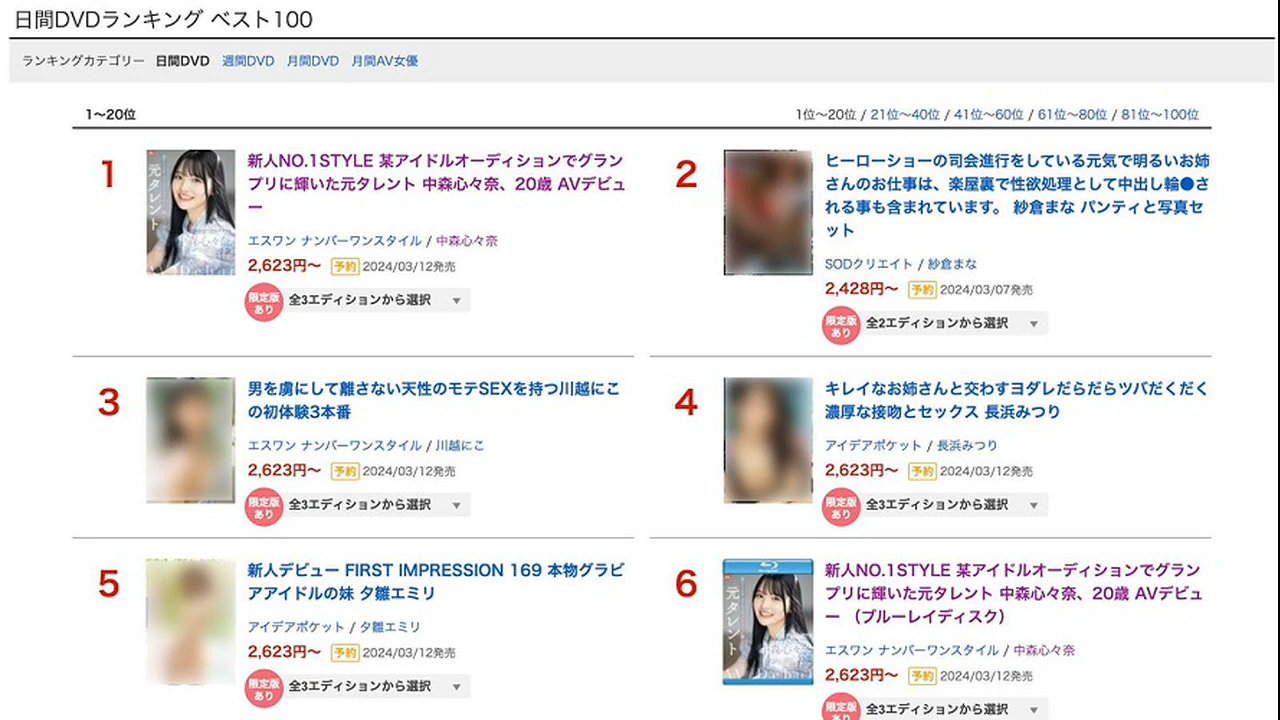 日間DVDランキング ベスト100
ランキングカテゴリー 日間DVD 週間DVD 月間DVD 月間AV女優
1〜20位
1位〜20位 / 21位〜40位 / 41位〜60位 / 61位〜80位 / 81位〜100位
1
元タレント
新人NO.1STYLE 某アイドルオーディションでグラン
プリに輝いた元タレント 中森心々奈、20歳 AVデビュ
ー
エスワン ナンバーワンスタイル / 中森心々奈
2,623円〜 予約 2024/03/12発売
限定版
あり
全3エディションから選択
2
ヒーローショーの司会進行をしている元気で明るいお姉
さんのお仕事は、楽屋裏で性欲処理として中出し輪●さ
れる事も含まれています。 紗倉まな パンティと写真セ
ット
SODクリエイト / 紗倉まな
2,428円〜 予約 2024/03/07発売
限定版
あり
全2エディションから選択
3
男を虜にして離さない天性のモテSEXを持つ川越にこ
の初体験3本番
エスワン ナンバーワンスタイル / 川越にこ
2,623円〜 予約 2024/03/12発売
限定版
あり
全3エディションから選択
4
キレイなお姉さんと交わすヨダレだらだらツバだくだく
濃厚な接吻とセックス 長浜みつり
アイデアポケット / 長浜みつり
2,623円〜 予約 2024/03/12発売
限定版
あり
全3エディションから選択
5
新人デビュー FIRST IMPRESSION 169 本物グラビ
アアイドルの妹 夕雛エミリ
アイデアポケット / 夕雛エミリ
2,623円〜 予約 2024/03/12発売
限定版
あり
全3エディションから選択
6
元タレント
新人NO.1STYLE 某アイドルオーディションでグラン
プリに輝いた元タレント 中森心々奈、20歳 AVデビュ
ー （ブルーレイディスク）
エスワン ナンバーワンスタイル / 中森心々奈
2,623円〜 予約 2024/03/12発売
限定版
あり
全3エディションから選択